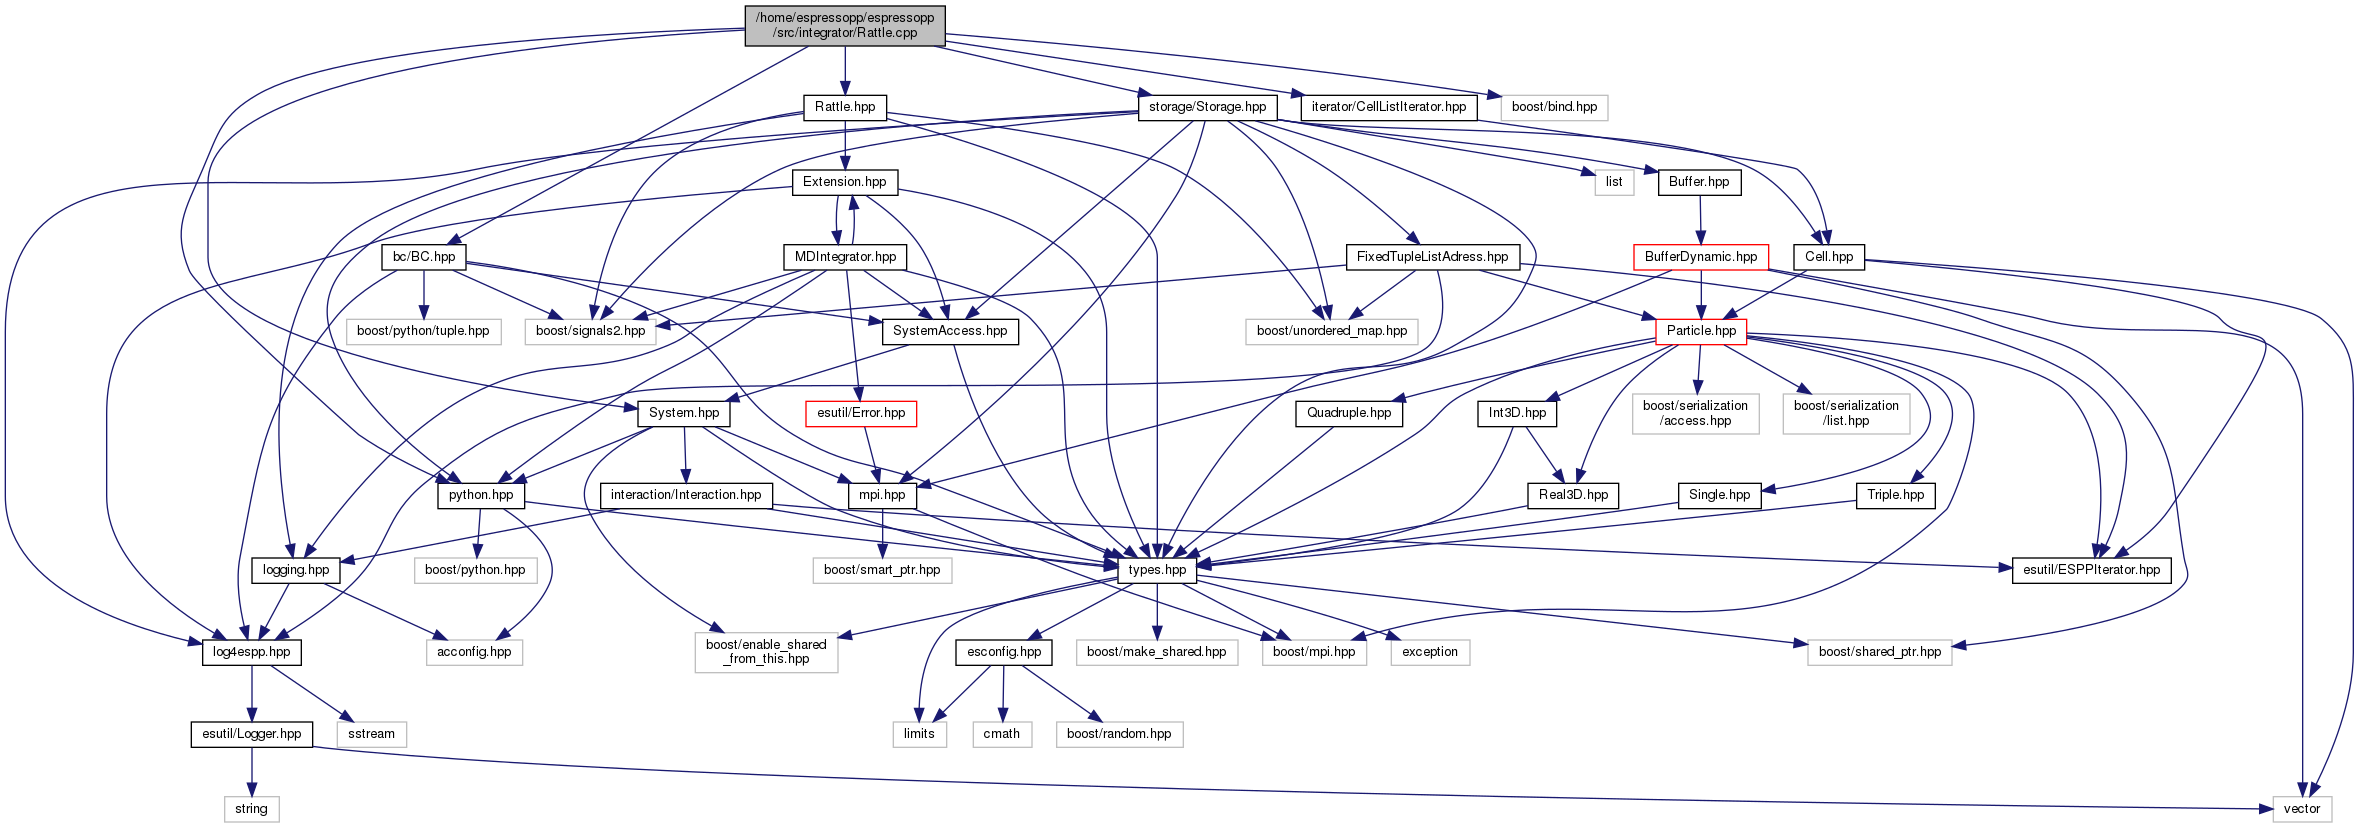 /home/espressopp/espressopp
/src/integrator/Rattle.cpp
Rattle.hpp
storage/Storage.hpp
iterator/CellListIterator.hpp
boost/bind.hpp
Extension.hpp
list
Buffer.hpp
bc/BC.hpp
MDIntegrator.hpp
FixedTupleListAdress.hpp
BufferDynamic.hpp
Cell.hpp
boost/python/tuple.hpp
boost/signals2.hpp
SystemAccess.hpp
boost/unordered_map.hpp
Particle.hpp
System.hpp
esutil/Error.hpp
Quadruple.hpp
Int3D.hpp
boost/serialization
/access.hpp
boost/serialization
/list.hpp
python.hpp
interaction/Interaction.hpp
mpi.hpp
Real3D.hpp
Single.hpp
Triple.hpp
logging.hpp
boost/python.hpp
boost/smart_ptr.hpp
types.hpp
esutil/ESPPIterator.hpp
log4espp.hpp
acconfig.hpp
boost/enable_shared
_from_this.hpp
esconfig.hpp
boost/make_shared.hpp
boost/mpi.hpp
exception
boost/shared_ptr.hpp
esutil/Logger.hpp
sstream
limits
cmath
boost/random.hpp
string
vector